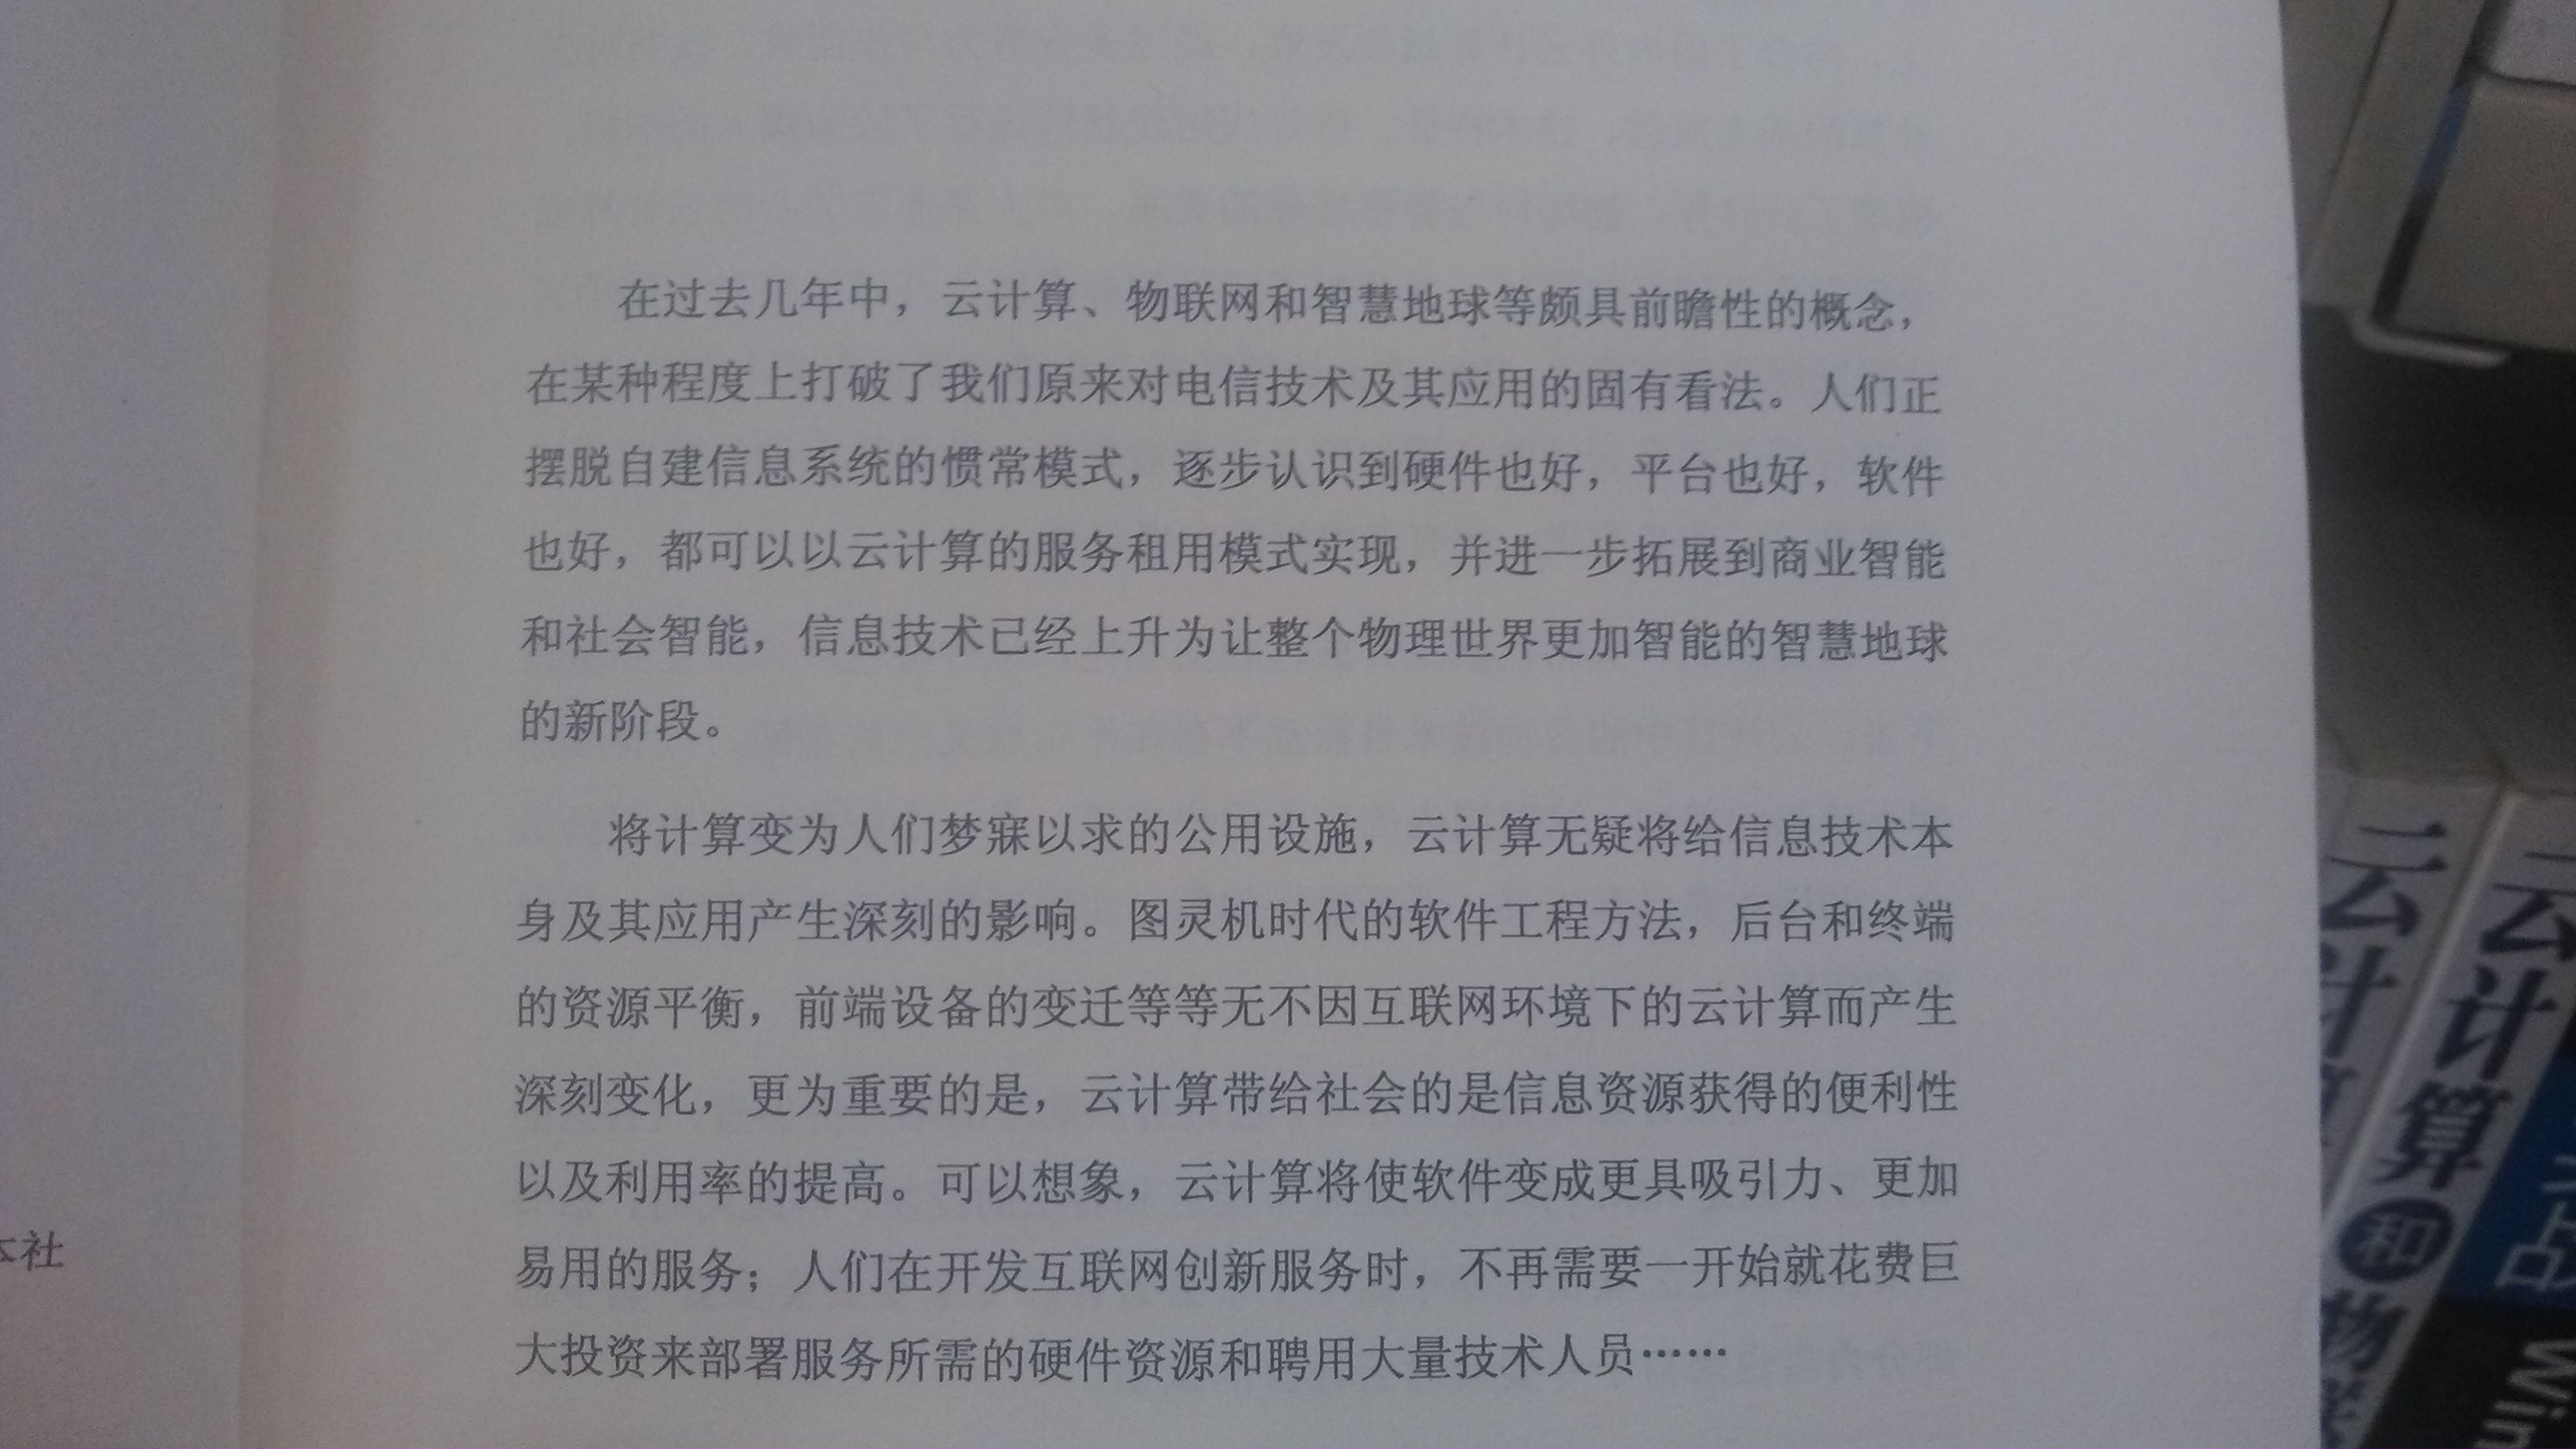 在过去几年中，云计算、物联网和智慧地球等颇具前瞻性的概念，
在某种程度上打破了我们原来对电信技术及其应用的固有看法。人们正
摆脱自建信息系统的惯常模式，逐步认识到硬件也好，平台也好，软件
也好，都可以以云计算的服务租用模式实现，并进一步拓展到商业智能
和社会智能，信息技术已经上升为让整个物理世界更加智能的智慧地球
的新阶段。
将计算变为人们梦寐以求的公用设施，云计算无疑将给信息技术本
身及其应用产生深刻的影响。图灵机时代的软件工程方法，后台和终端
的资源平衡，前端设备的变迁等等无不因互联网环境下的云计算而产生
深刻变化，更为重要的是，云计算带给社会的是信息资源获得的便利性
以及利用率的提高。可以想象，云计算将使软件变成更具吸引力、更加
易用的服务；人们在开发互联网创新服务时，不再需要一开始就花费巨
大投资来部署服务所需的硬件资源和聘用大量技术人员……
本社
云计算
云计算和物
Win